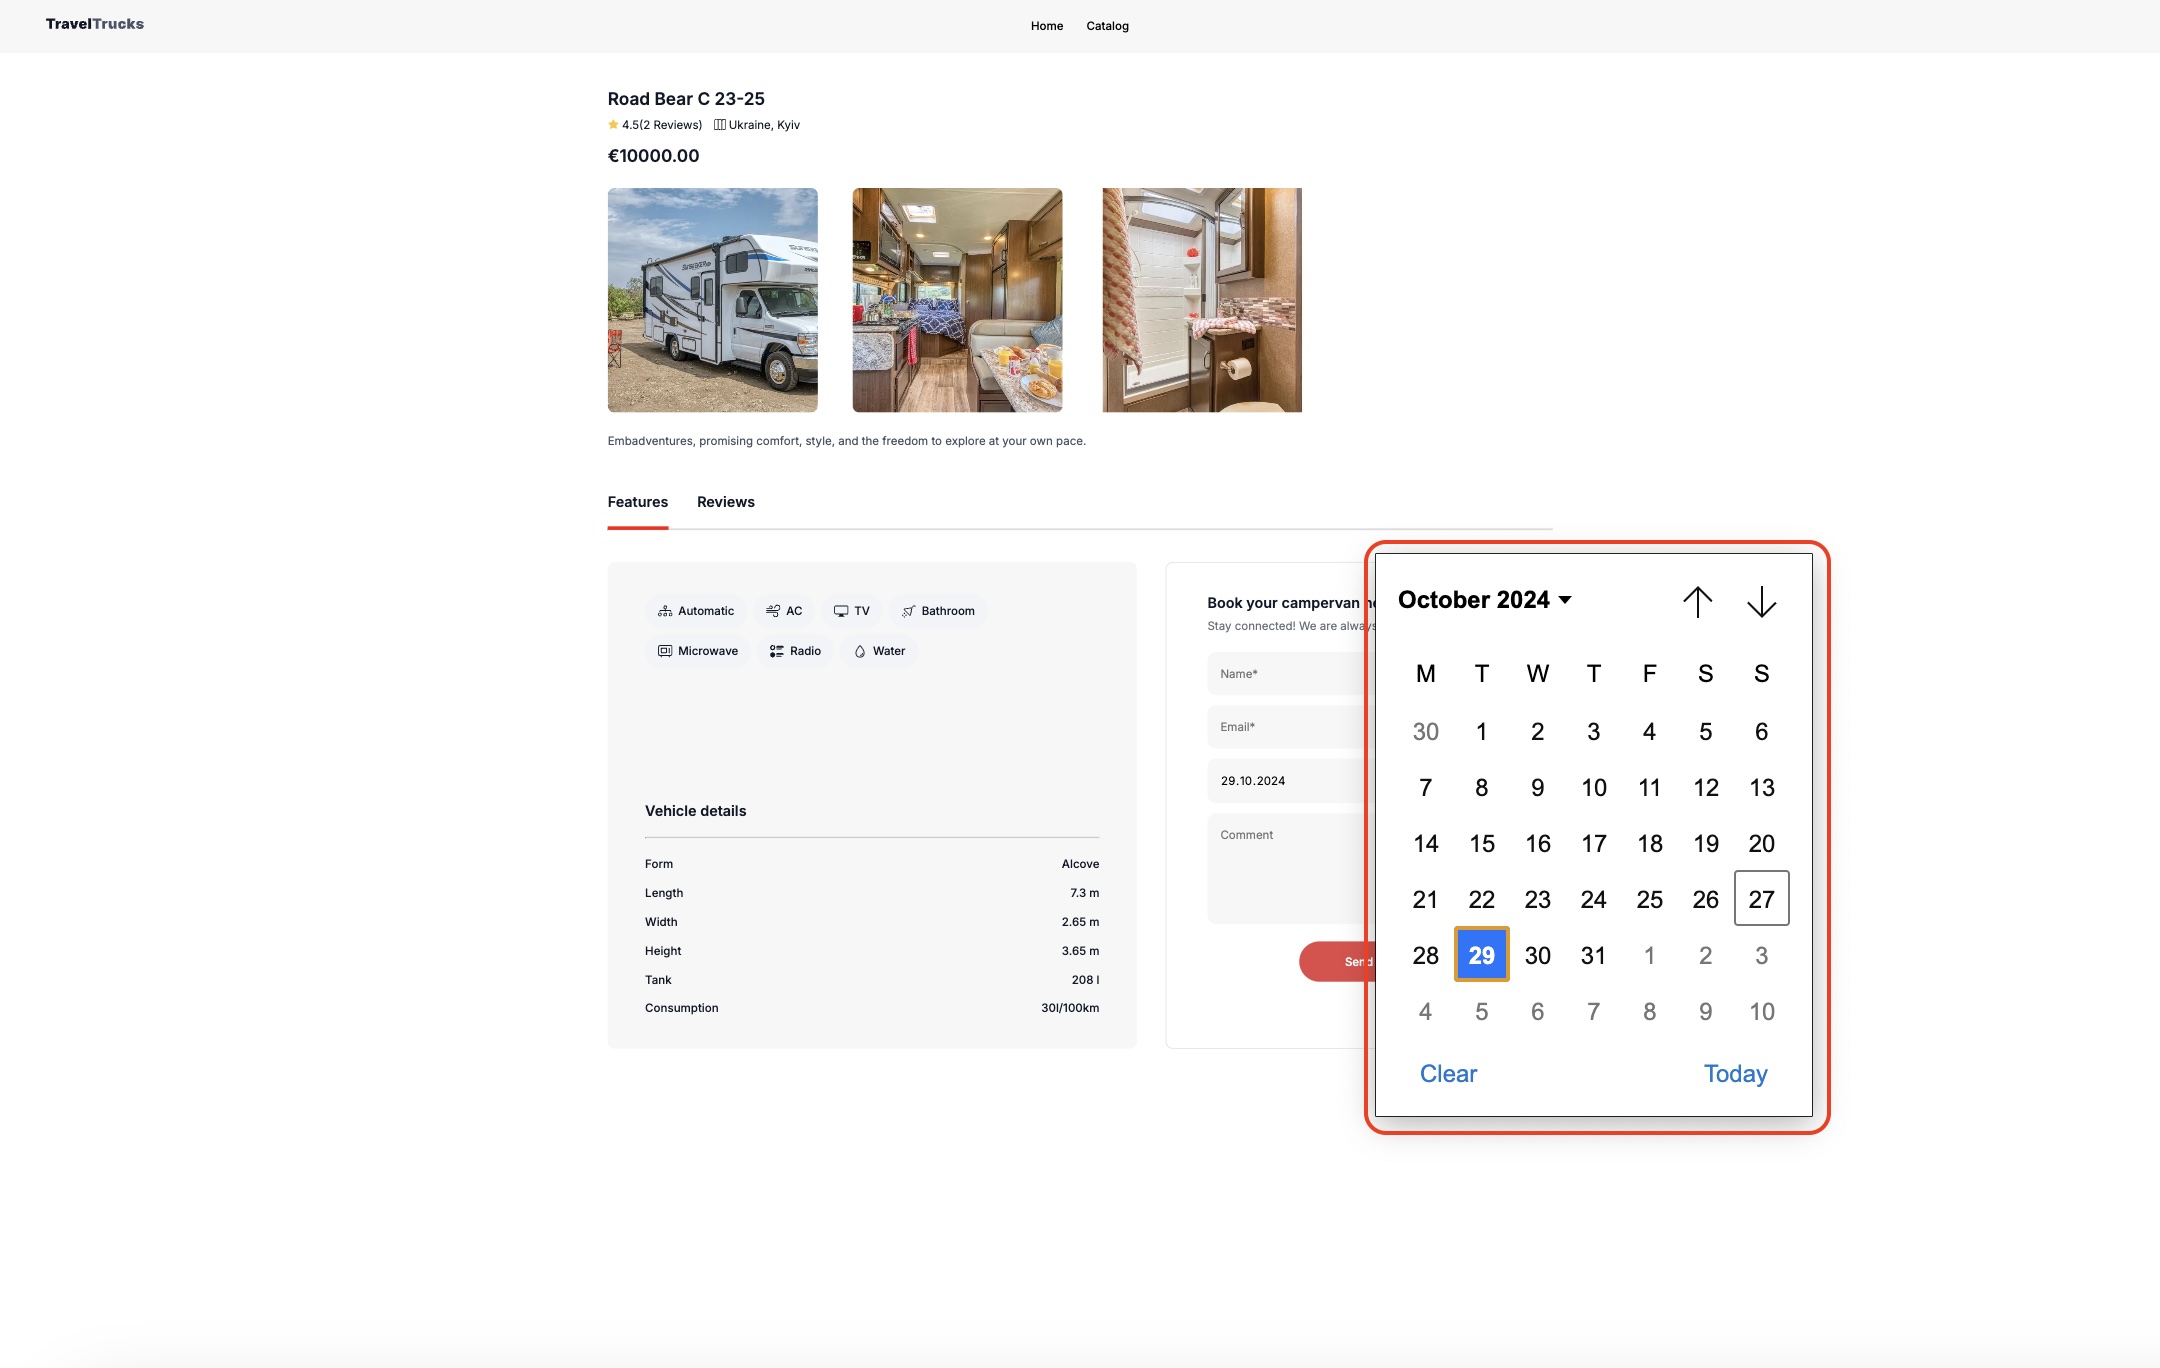 TravelTrucks
Home Catalog
Road Bear C 23-25
4.5(2 Reviews) Ukraine, Kyiv
€10000.00
Embadventures, promising comfort, style, and the freedom to explore at your own pace.
Features Reviews
Automatic AC TV Bathroom
Microwave Radio Water
Vehicle details
Form Alcove
Length 7.3 m
Width 2.65 m
Height 3.65 m
Tank 208 l
Consumption 30l/100km
Book your campervan
Stay connected! We are always
Name*
Email*
29.10.2024
Comment
Send
October 2024
M T W T F S S
30 1 2 3 4 5 6
7 8 9 10 11 12 13
14 15 16 17 18 19 20
21 22 23 24 25 26 27
28 29 30 31 1 2 3
4 5 6 7 8 9 10
Clear Today